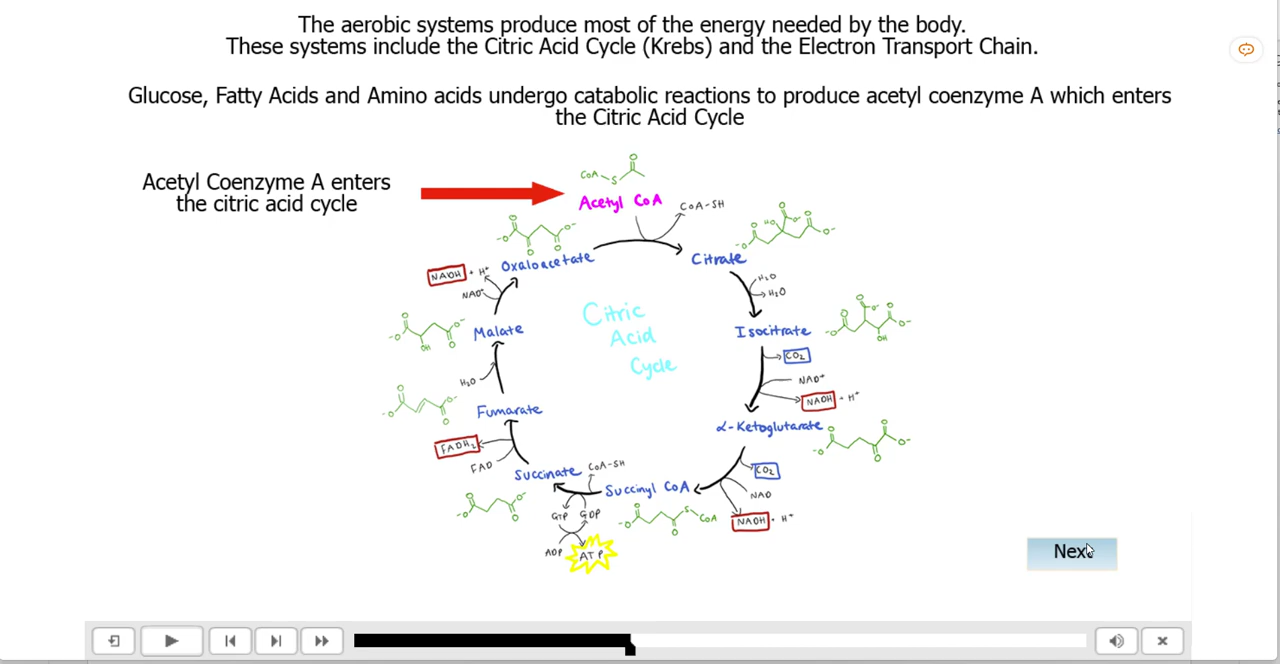 The aerobic systems produce most of the energy needed by the body.
These systems include the Citric Acid Cycle (Krebs) and the Electron Transport Chain.
Glucose, Fatty Acids and Amino acids undergo catabolic reactions to produce acetyl coenzyme A which enters
the Citric Acid Cycle
Acetyl Coenzyme A enters
the citric acid cycle
CoA S O
Acetyl CoA
CoA-SH
Oxaloacetate
Citrate
NADH + H+
NAD+
H2O
H2O
Citric
Acid
Cycle
Malate
Isocitrate
CO2
NAD+
NADH + H+
H2O
Fumarate
α-Ketoglutarate
FADH2
FAD
CO2
NAD
NADH + H+
Succinate
CoA-SH
Succinyl CoA
S CoA
GTP GDP
ADP ATP
Next